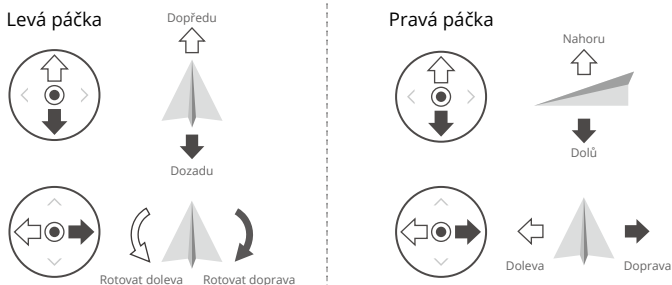 Levá páčka
Dopředu
Dozadu
Rotovat doleva
Rotovat doprava
Pravá páčka
Nahoru
Dolů
Doleva
Doprava